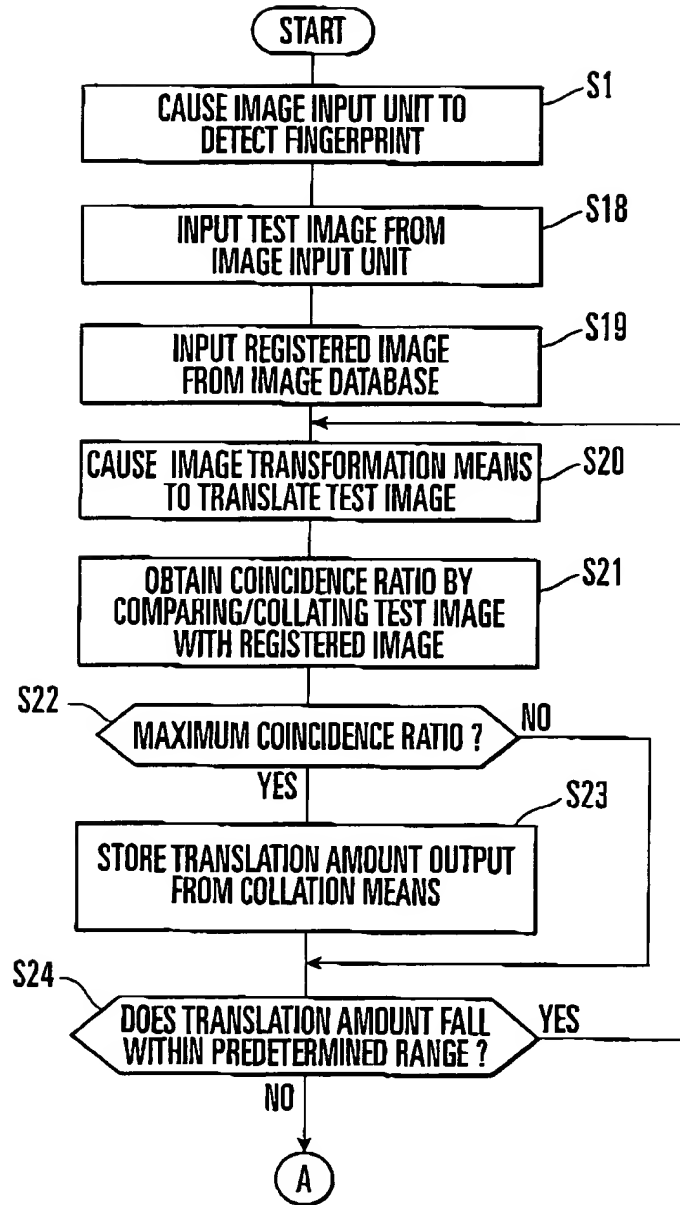 START
CAUSE IMAGE INPUT UNIT TO
DETECT FINGERPRINT
S1
INPUT TEST IMAGE FROM
IMAGE INPUT UNIT
S18
INPUT REGISTERED IMAGE
FROM IMAGE DATABASE
S19
CAUSE IMAGE TRANSFORMATION MEANS
TO TRANSLATE TEST IMAGE
S20
OBTAIN COINCIDENCE RATIO BY
COMPARING/COLLATING TEST IMAGE
WITH REGISTERED IMAGE
S21
S22
MAXIMUM COINCIDENCE RATIO ?
NO
YES
S23
STORE TRANSLATION AMOUNT OUTPUT
FROM COLLATION MEANS
S24
DOES TRANSLATION AMOUNT FALL
WITHIN PREDETERMINED RANGE ?
YES
NO
A